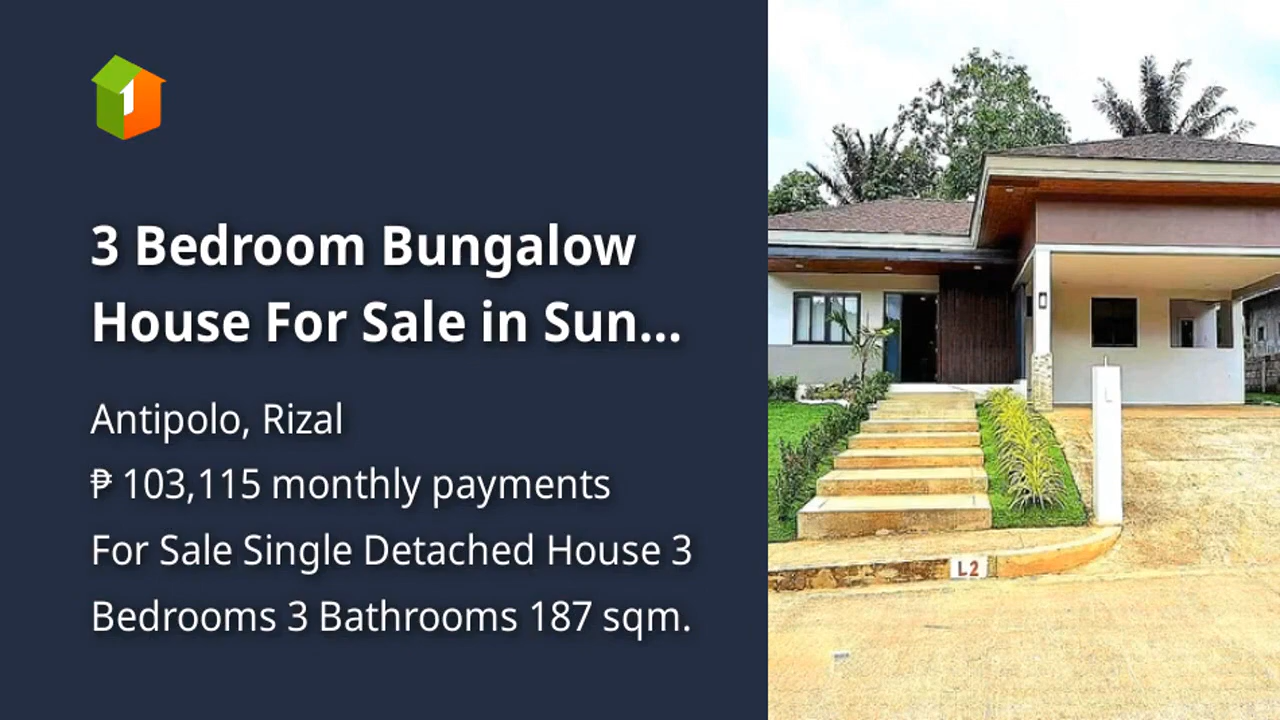 3 Bedroom Bungalow
House For Sale in Sun...
Antipolo, Rizal
₱ 103,115 monthly payments
For Sale Single Detached House 3
Bedrooms 3 Bathrooms 187 sqm.
L2